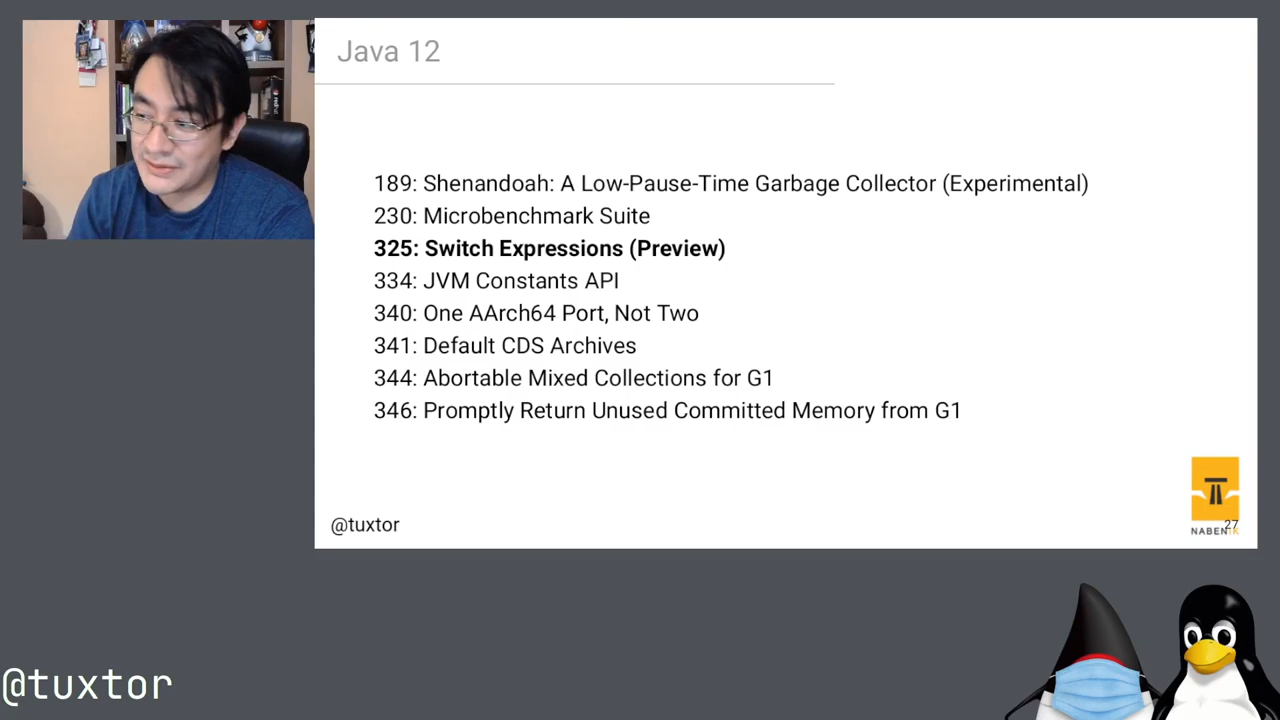 Java 12
189: Shenandoah: A Low-Pause-Time Garbage Collector (Experimental)
230: Microbenchmark Suite
325: Switch Expressions (Preview)
334: JVM Constants API
340: One AArch64 Port, Not Two
341: Default CDS Archives
344: Abortable Mixed Collections for G1
346: Promptly Return Unused Committed Memory from G1
@tuxtor
27
NABENIK
@tuxtor